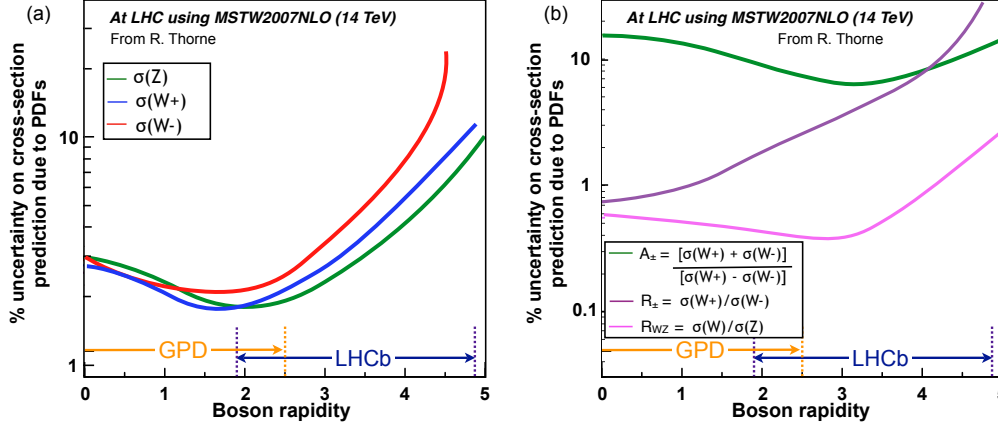 (a)
At LHC using MSTW2007NLO (14 TeV)
From R. Thorne
σ(Z)
σ(W+)
σ(W-)
% uncertainty on cross-section
prediction due to PDFs
10
1
GPD
LHCb
0 1 2 3 4 5
Boson rapidity
(b)
At LHC using MSTW2007NLO (14 TeV)
From R. Thorne
% uncertainty on cross-section
prediction due to PDFs
10
1
0.1
A± = [σ(W+) + σ(W-)]
[σ(W+) - σ(W-)]
R± = σ(W+)/σ(W-)
RWZ = σ(W)/σ(Z)
GPD
LHCb
0 1 2 3 4 5
Boson rapidity